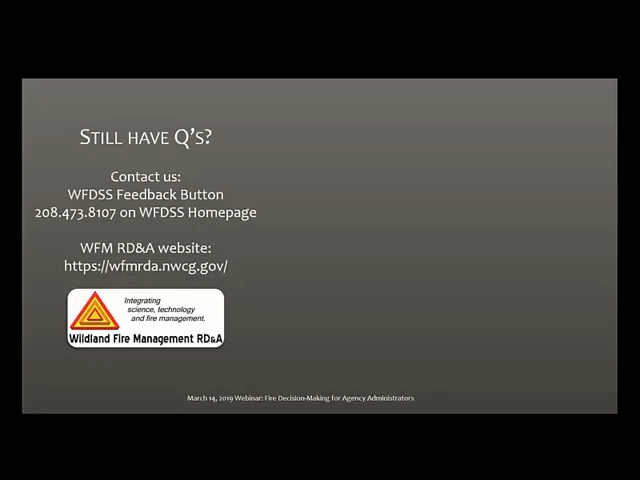 STILL HAVE Q'S?
Contact us:
WFDSS Feedback Button
208.473.8107 on WFDSS Homepage
WFM RD&A website:
https://wfmrda.nwcg.gov/
Integrating
science, technology
and fire management.
Wildland Fire Management RD&A
March 14, 2019 Webinar: Fire Decision-Making for Agency Administrators